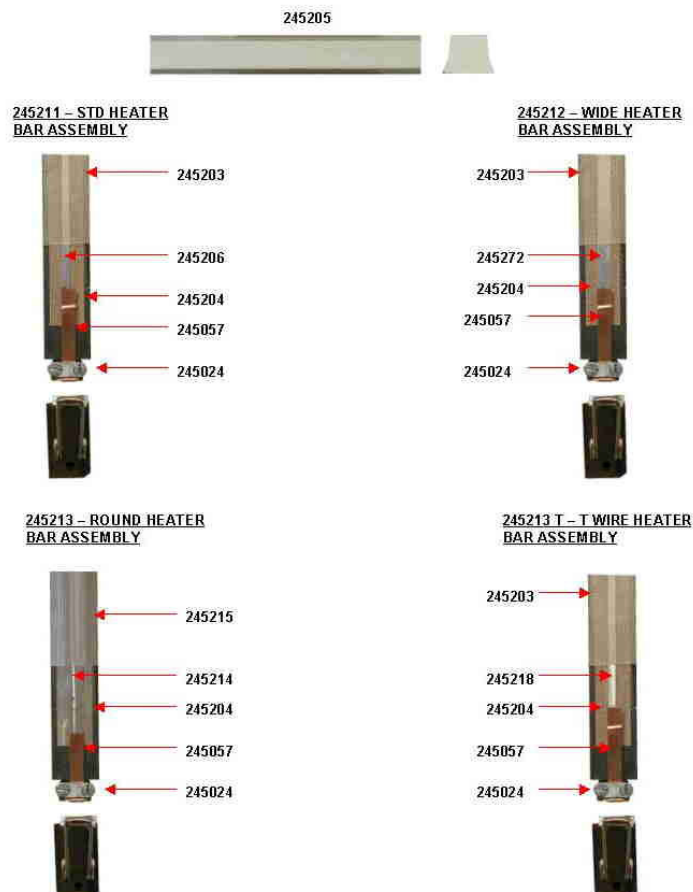 245205
245211 – STD HEATER
BAR ASSEMBLY
245203
245206
245204
245057
245024
245212 – WIDE HEATER
BAR ASSEMBLY
245203
245272
245204
245057
245024
245213 – ROUND HEATER
BAR ASSEMBLY
245215
245214
245204
245057
245024
245213 T – T WIRE HEATER
BAR ASSEMBLY
245203
245218
245204
245057
245024